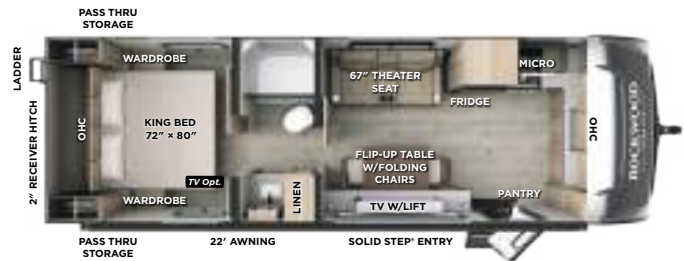 PASS THRU
STORAGE
LADDER
2" RECEIVER HITCH
WARDROBE
OHC
KING BED
72" × 80"
TV Opt.
WARDROBE
67" THEATER
SEAT
MICRO
FRIDGE
OHC
ROCKWOOD
FLIP-UP TABLE
W/FOLDING
CHAIRS
LINEN
TV W/LIFT
PANTRY
PASS THRU
STORAGE
22' AWNING
SOLID STEP® ENTRY